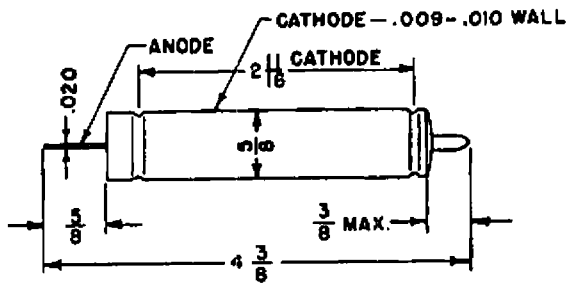 CATHODE — .009-.010 WALL
ANODE
2 11/16 CATHODE
.020
5/8
5/8
3/8 MAX.
4 3/8